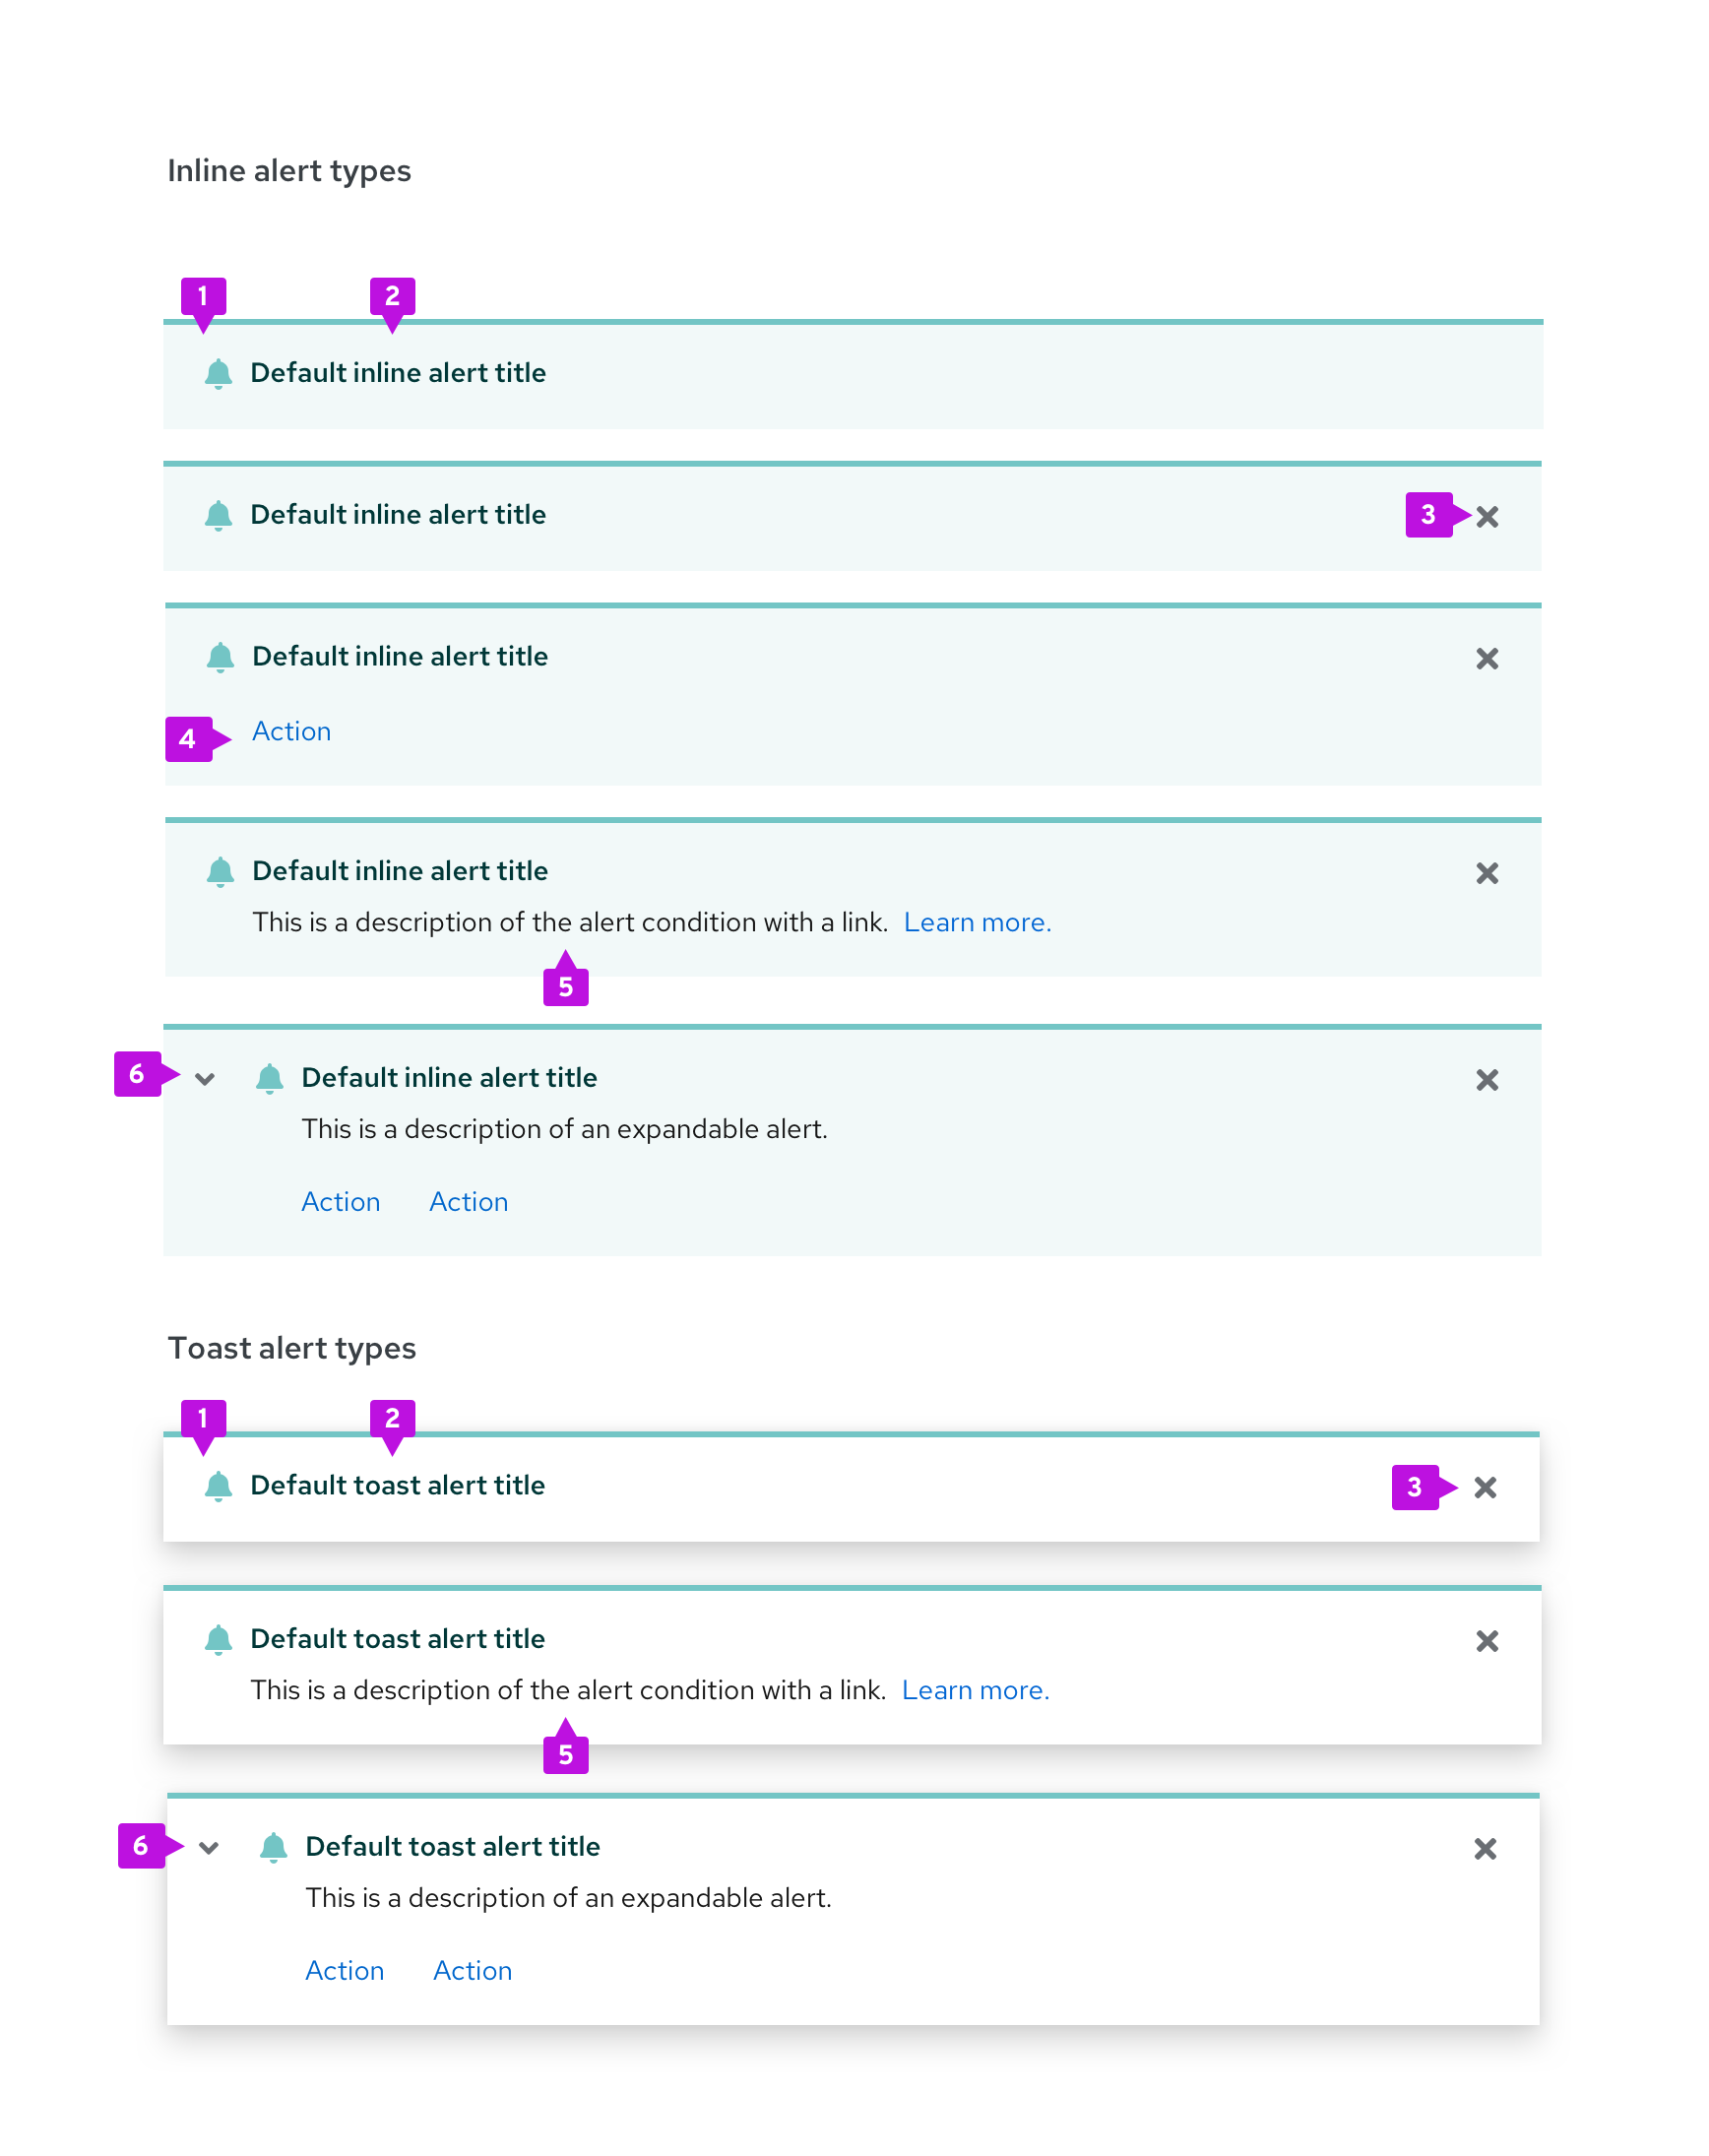 Inline alert types
1 2
Default inline alert title
Default inline alert title 3
Default inline alert title
4 Action
Default inline alert title
This is a description of the alert condition with a link. Learn more.
5
6 Default inline alert title
This is a description of an expandable alert.
Action Action
Toast alert types
1 2
Default toast alert title 3
Default toast alert title
This is a description of the alert condition with a link. Learn more.
5
6 Default toast alert title
This is a description of an expandable alert.
Action Action